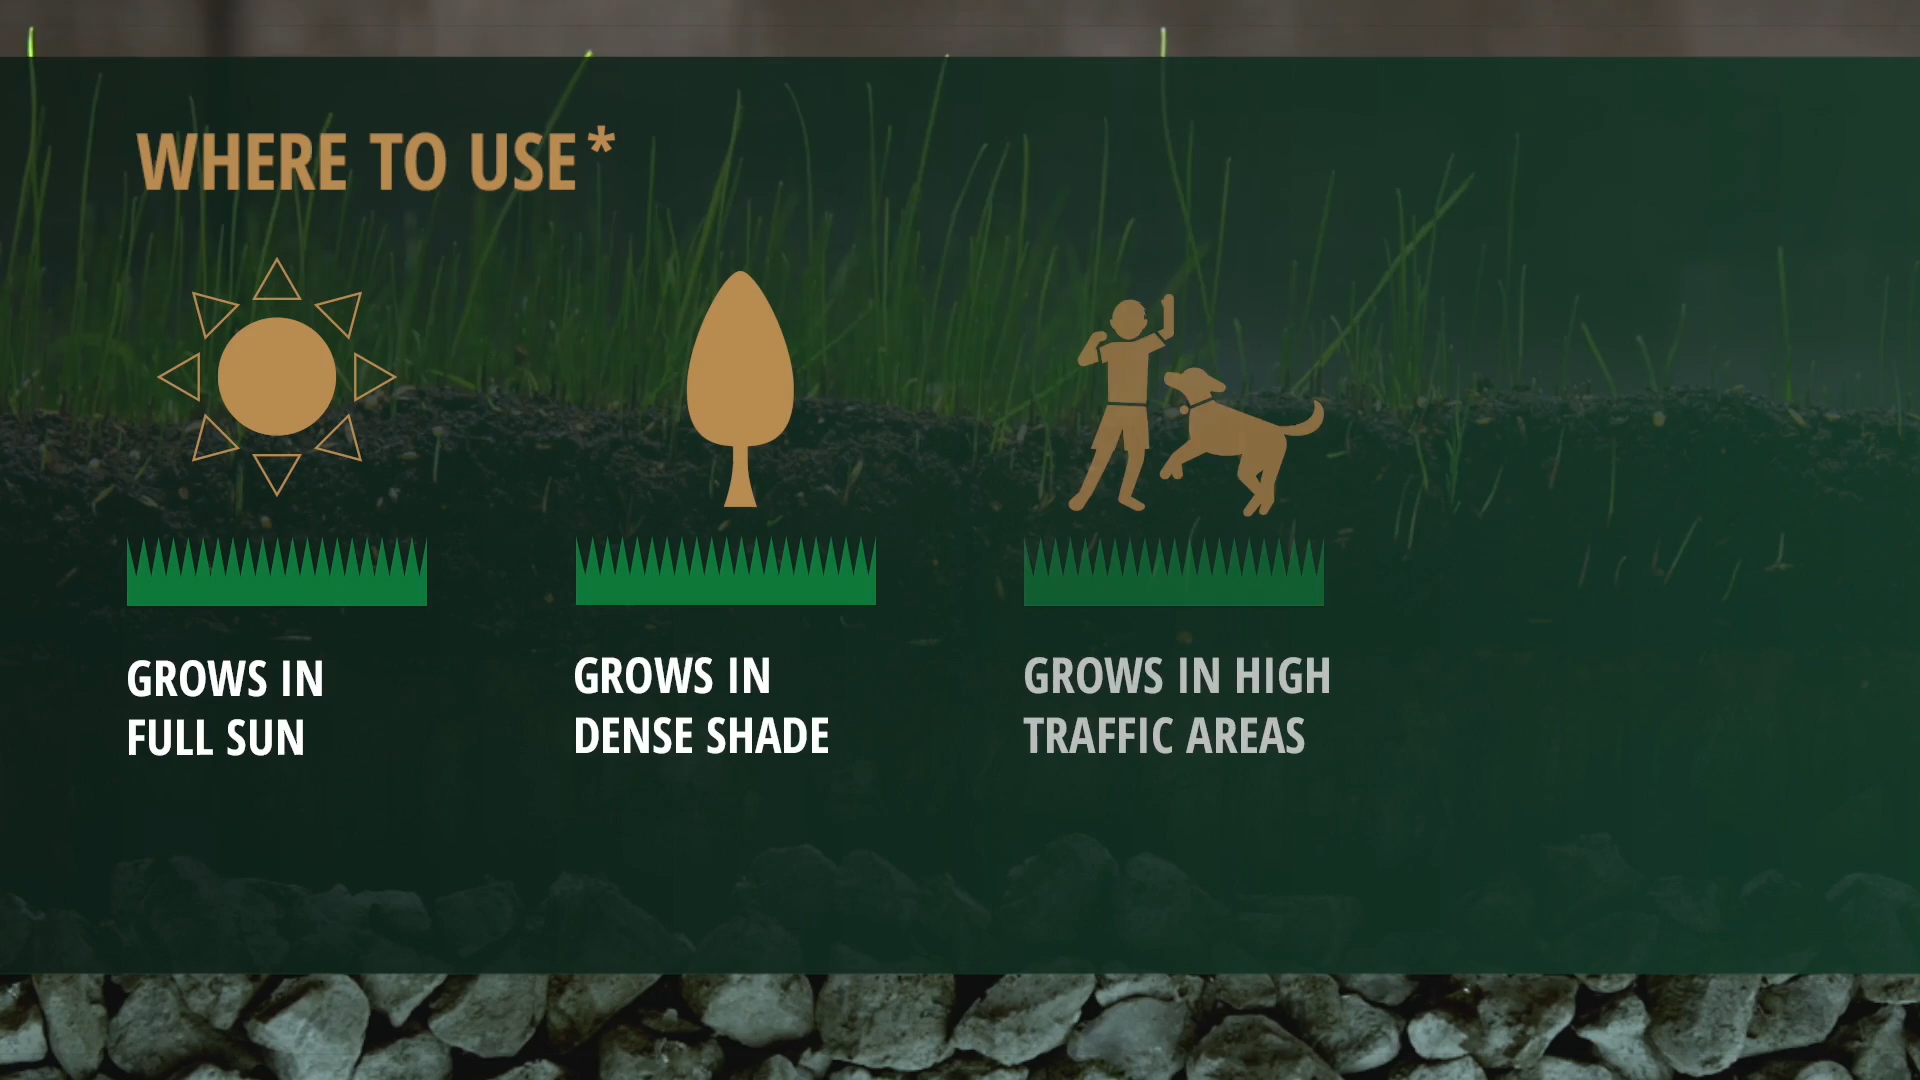 WHERE TO USE*
GROWS IN
FULL SUN
GROWS IN
DENSE SHADE
GROWS IN HIGH
TRAFFIC AREAS